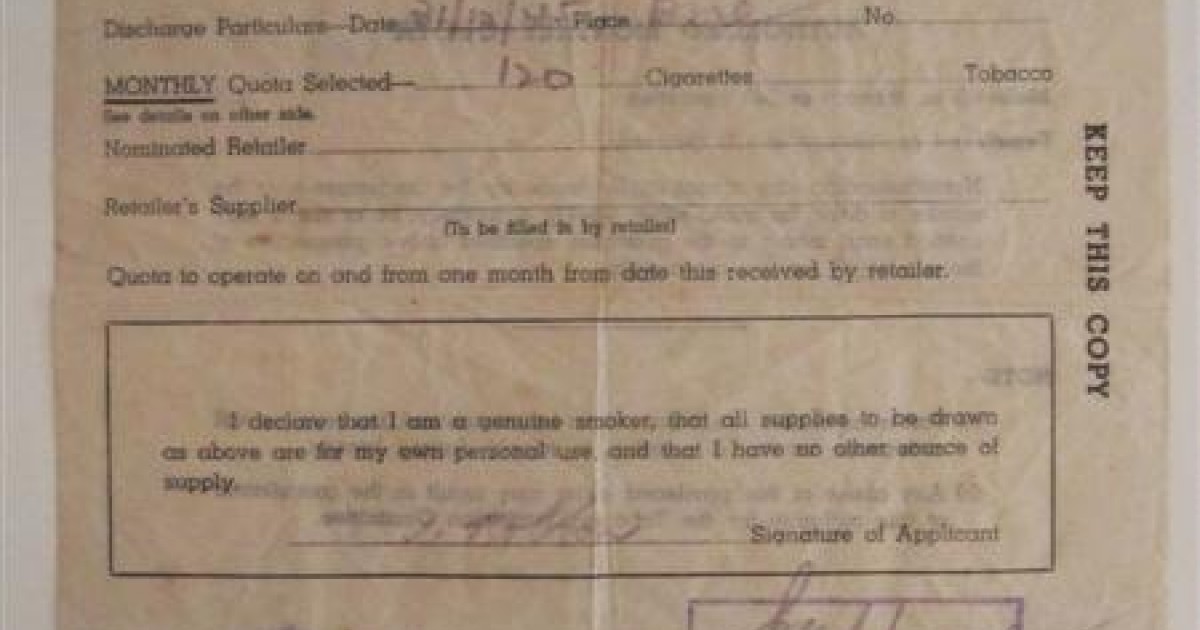 Discharge Particulars—Date Place No.
MONTHLY Quota Selected— 120 Cigarettes Tobacco
See details on other side.
Nominated Retailer
Retailer's Supplier
(To be filled in by retailer)
Quota to operate on and from one month from date this received by retailer.
I declare that I am a genuine smoker, that all supplies to be drawn
as above are for my own personal use, and that I have no other source of
supply.
Signature of Applicant
KEEP THIS COPY